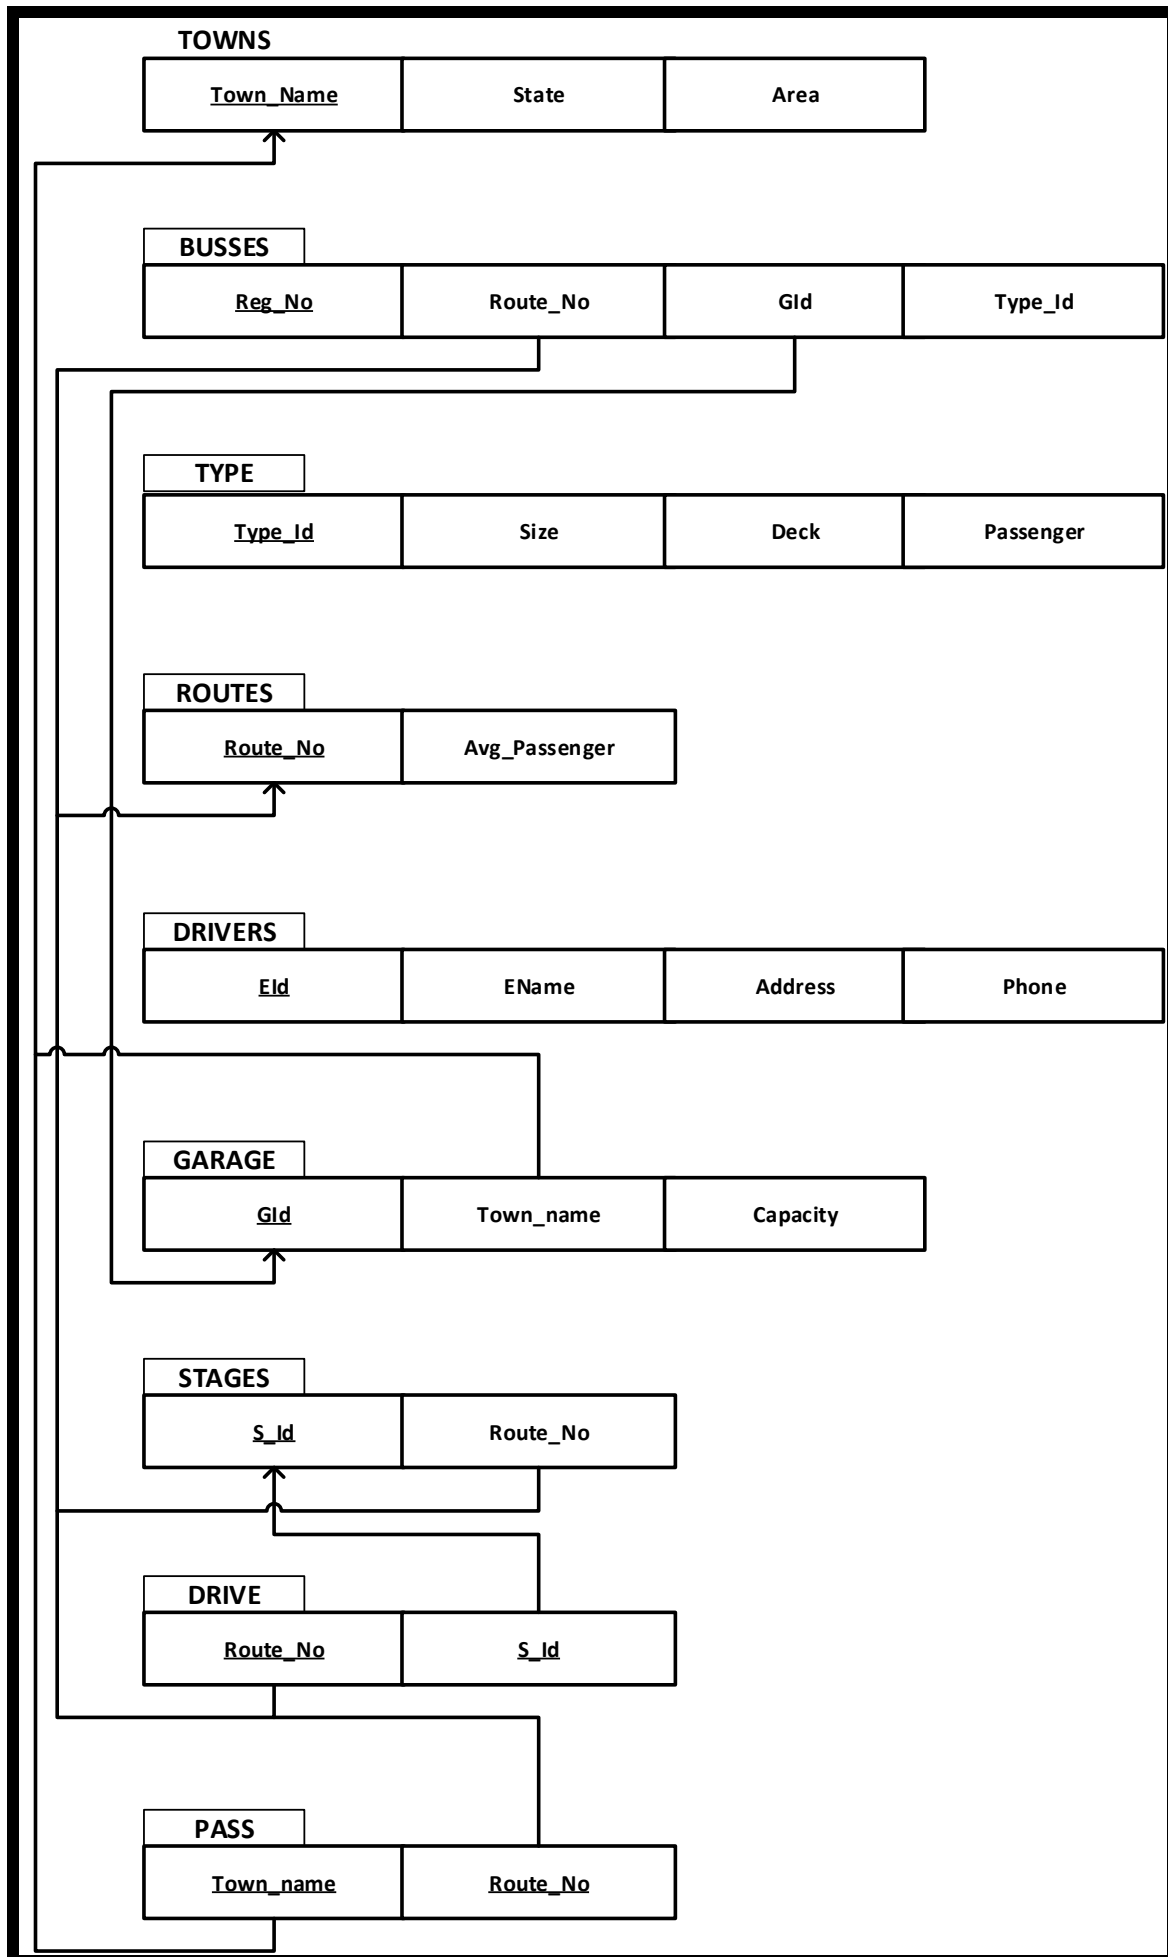 TOWNS
Town_Name State Area
BUSSES
Reg_No Route_No GId Type_Id
TYPE
Type_Id Size Deck Passenger
ROUTES
Route_No Avg_Passenger
DRIVERS
EId EName Address Phone
GARAGE
GId Town_name Capacity
STAGES
S_Id Route_No
DRIVE
Route_No S_Id
PASS
Town_name Route_No